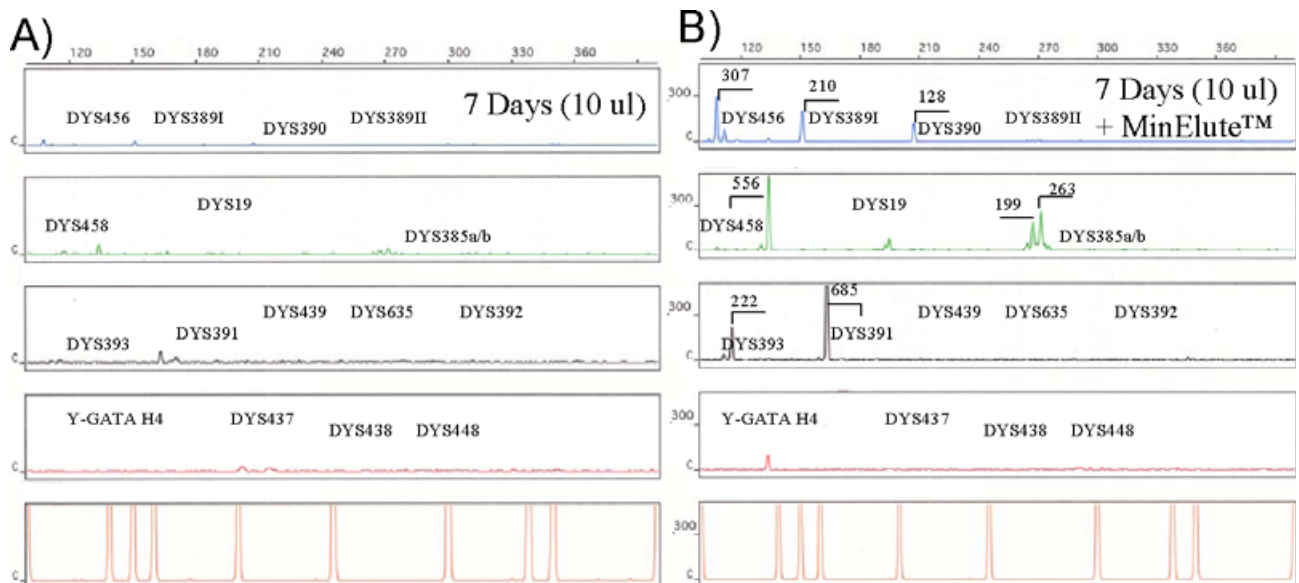 A)
120 150 180 210 240 270 300 330 360
7 Days (10 ul)
DYS456 DYS389I DYS390 DYS389II
C
DYS19
DYS458 DYS385a/b
C
DYS439 DYS635 DYS392
DYS393 DYS391
C
Y-GATA H4 DYS437
DYS438 DYS448
C
C
B)
120 150 180 210 240 270 300 330 360
307 210 128
7 Days (10 ul)
+ MinElute™
300
DYS456 DYS389I DYS390 DYS389II
C
556 199 263
300
DYS458 DYS19 DYS385a/b
C
222 685
300
DYS439 DYS635 DYS392
DYS393 DYS391
C
300
Y-GATA H4 DYS437
DYS438 DYS448
C
300
C